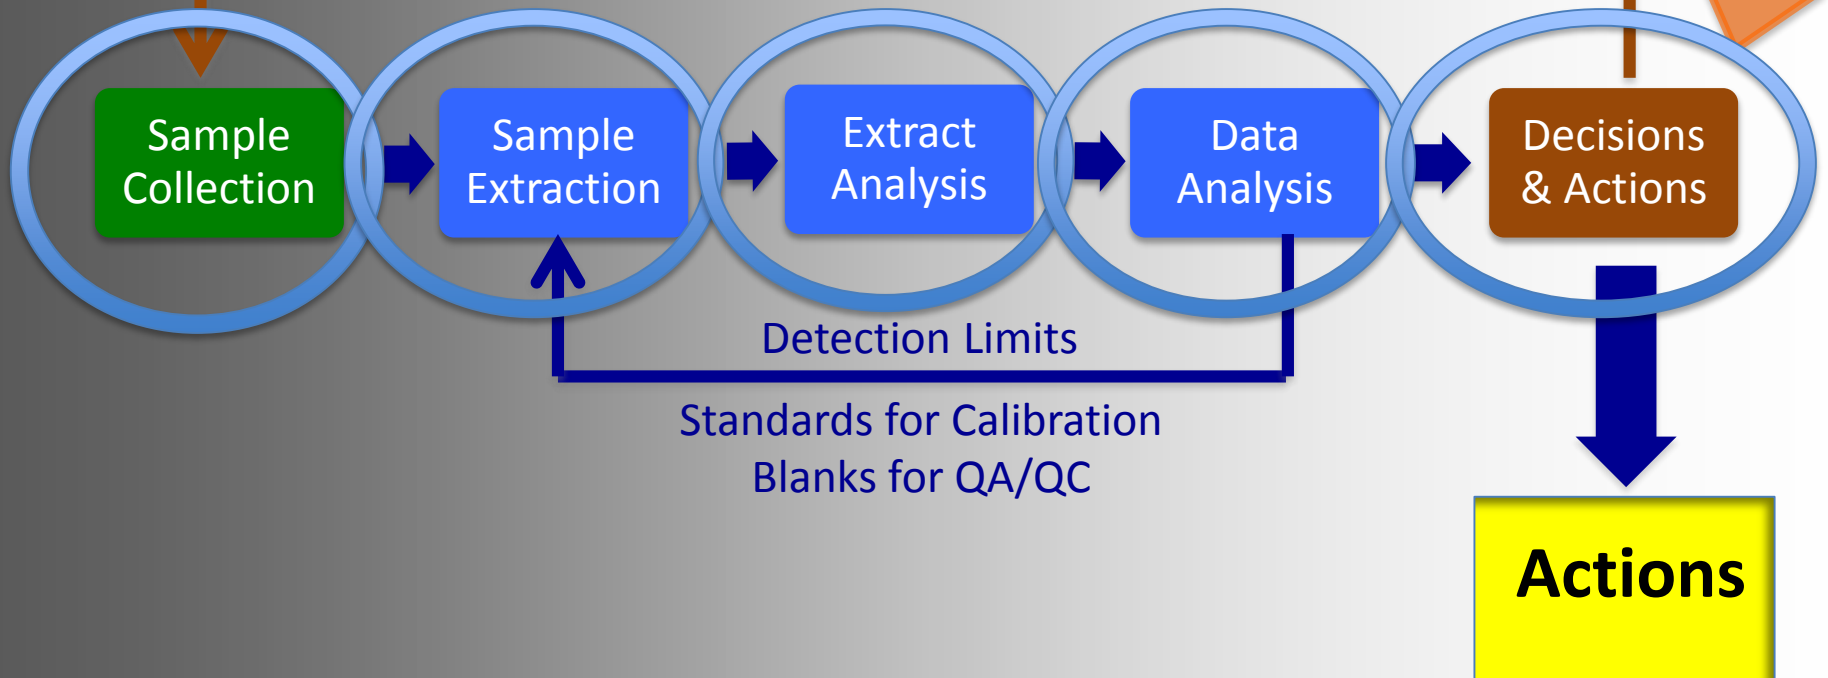 Sample
Collection
Sample
Extraction
Extract
Analysis
Data
Analysis
Decisions
& Actions
Detection Limits
Standards for Calibration
Blanks for QA/QC
Actions